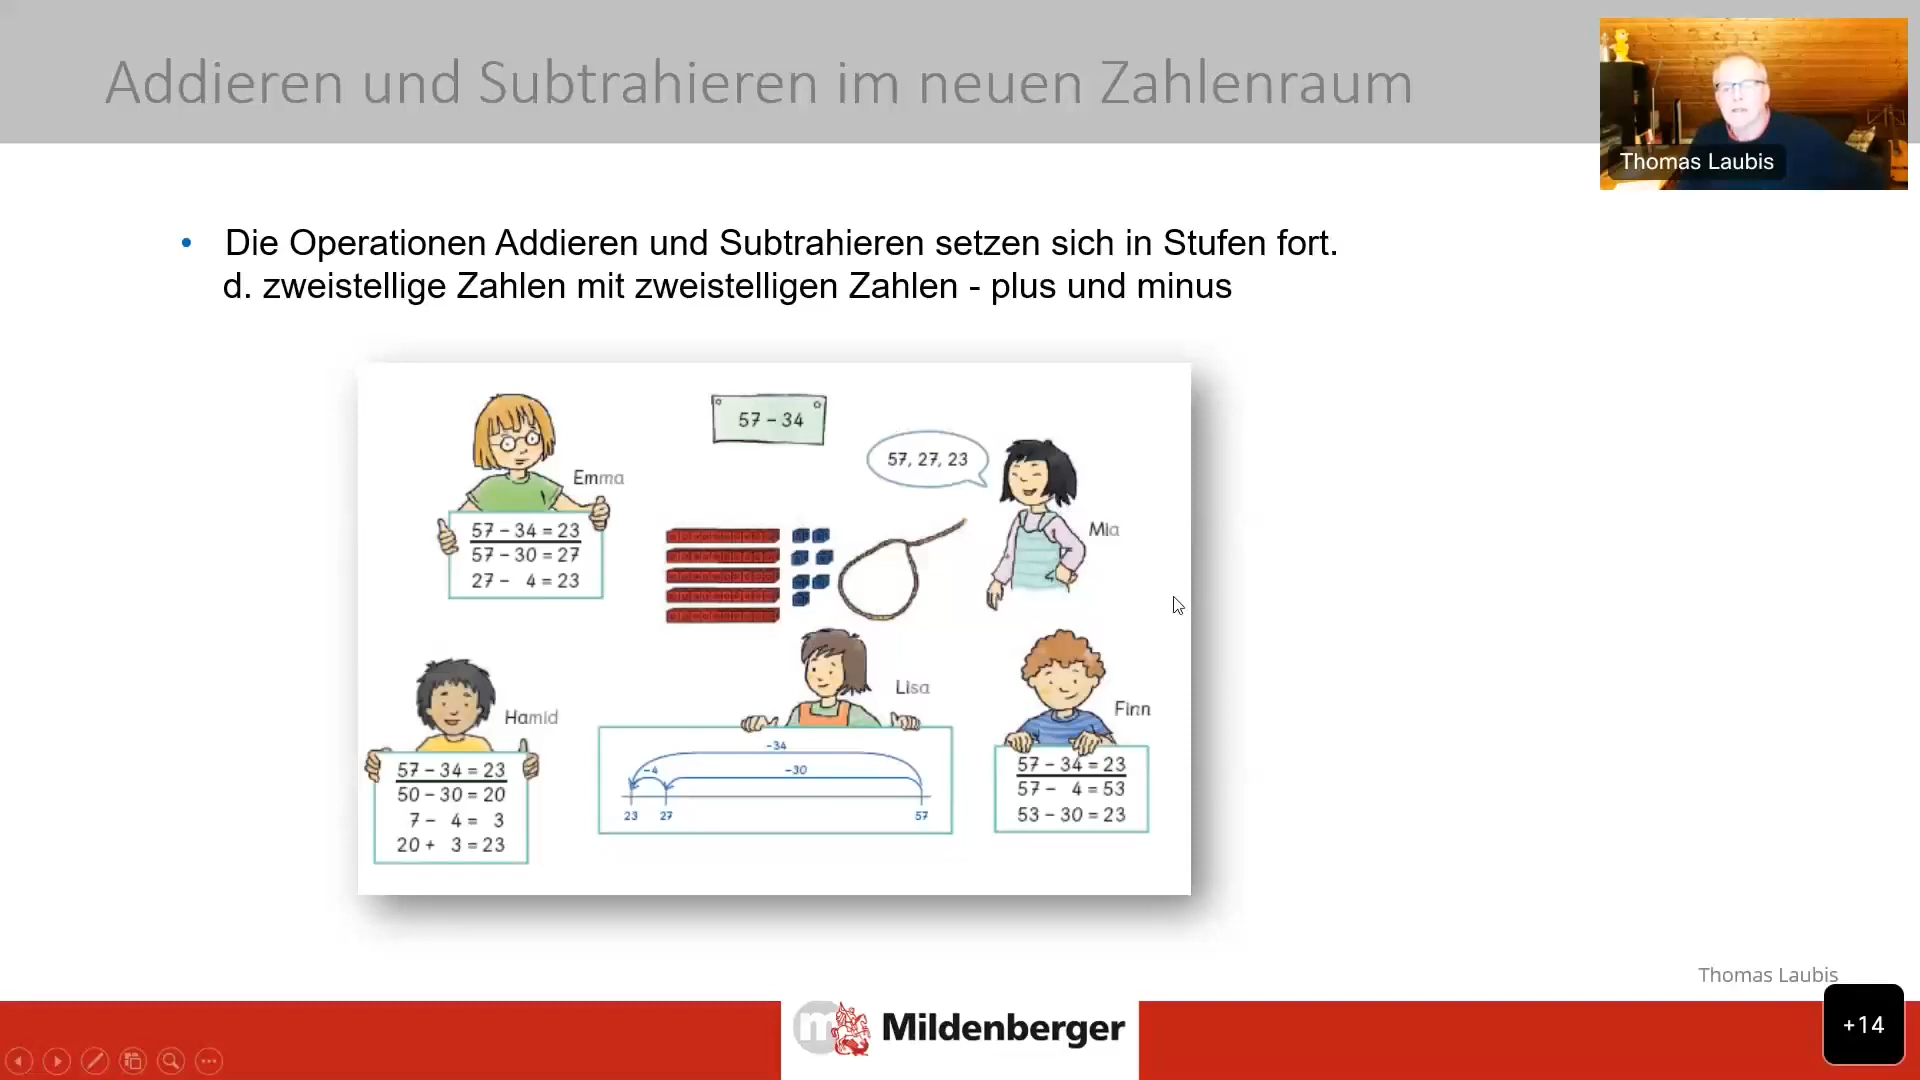 Addieren und Subtrahieren im neuen Zahlenraum
Thomas Laubis
• Die Operationen Addieren und Subtrahieren setzen sich in Stufen fort.
d. zweistellige Zahlen mit zweistelligen Zahlen - plus und minus
57 – 34
57, 27, 23
Emma
57 – 34 = 23
57 – 30 = 27
27 – 4 = 23
Mia
Hamid
57 – 34 = 23
50 – 30 = 20
7 – 4 = 3
20 + 3 = 23
Lisa
-34
-4 -30
23 27 57
Finn
57 – 34 = 23
57 – 4 = 53
53 – 30 = 23
Thomas Laubis
m Mildenberger
+14